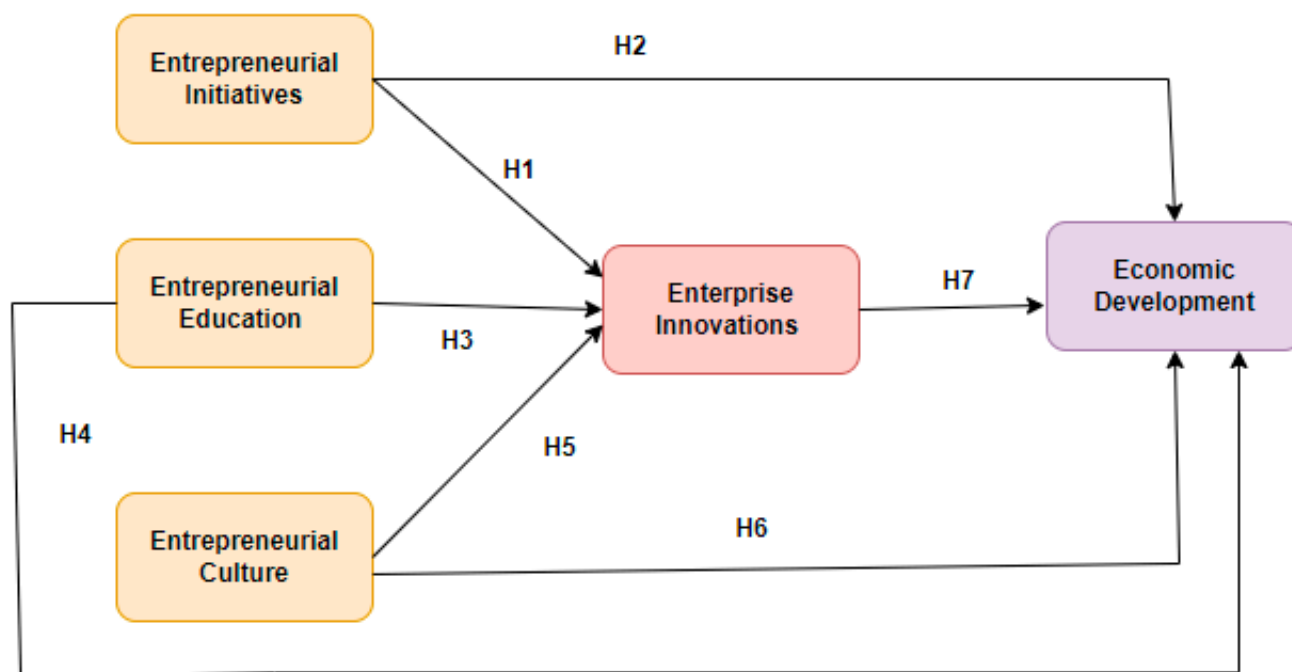 Entrepreneurial
Initiatives
H2
H1
Entrepreneurial
Education
H3
Enterprise
Innovations
H7
Economic
Development
H4
H5
Entrepreneurial
Culture
H6